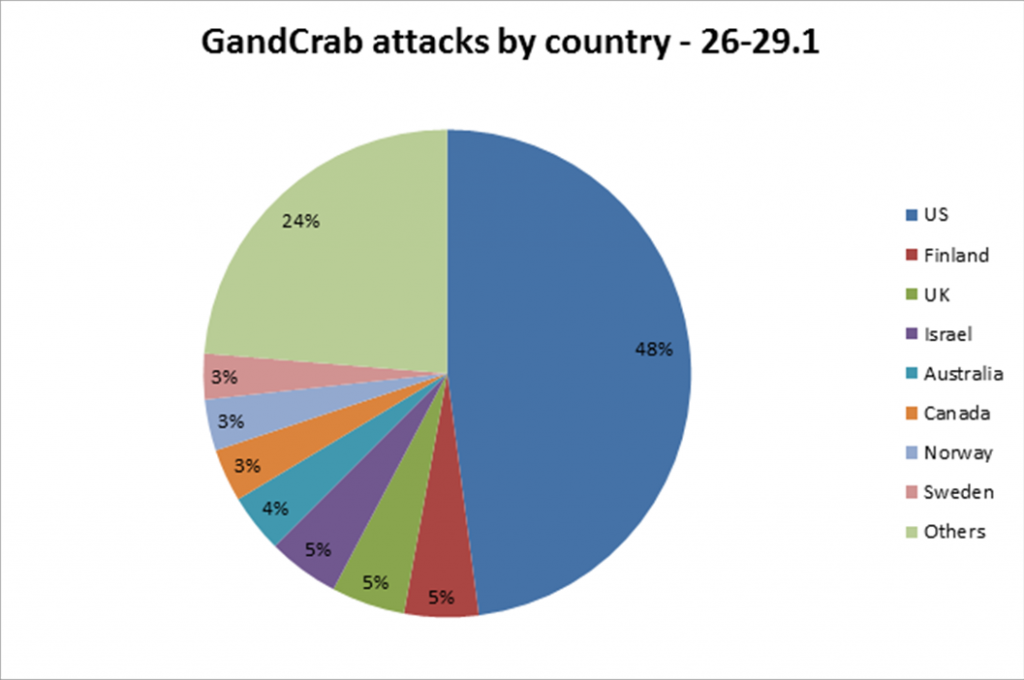 GandCrab attacks by country - 26-29.1
24%
48%
3%
3%
3%
4%
5%
5%
5%
US
Finland
UK
Israel
Australia
Canada
Norway
Sweden
Others